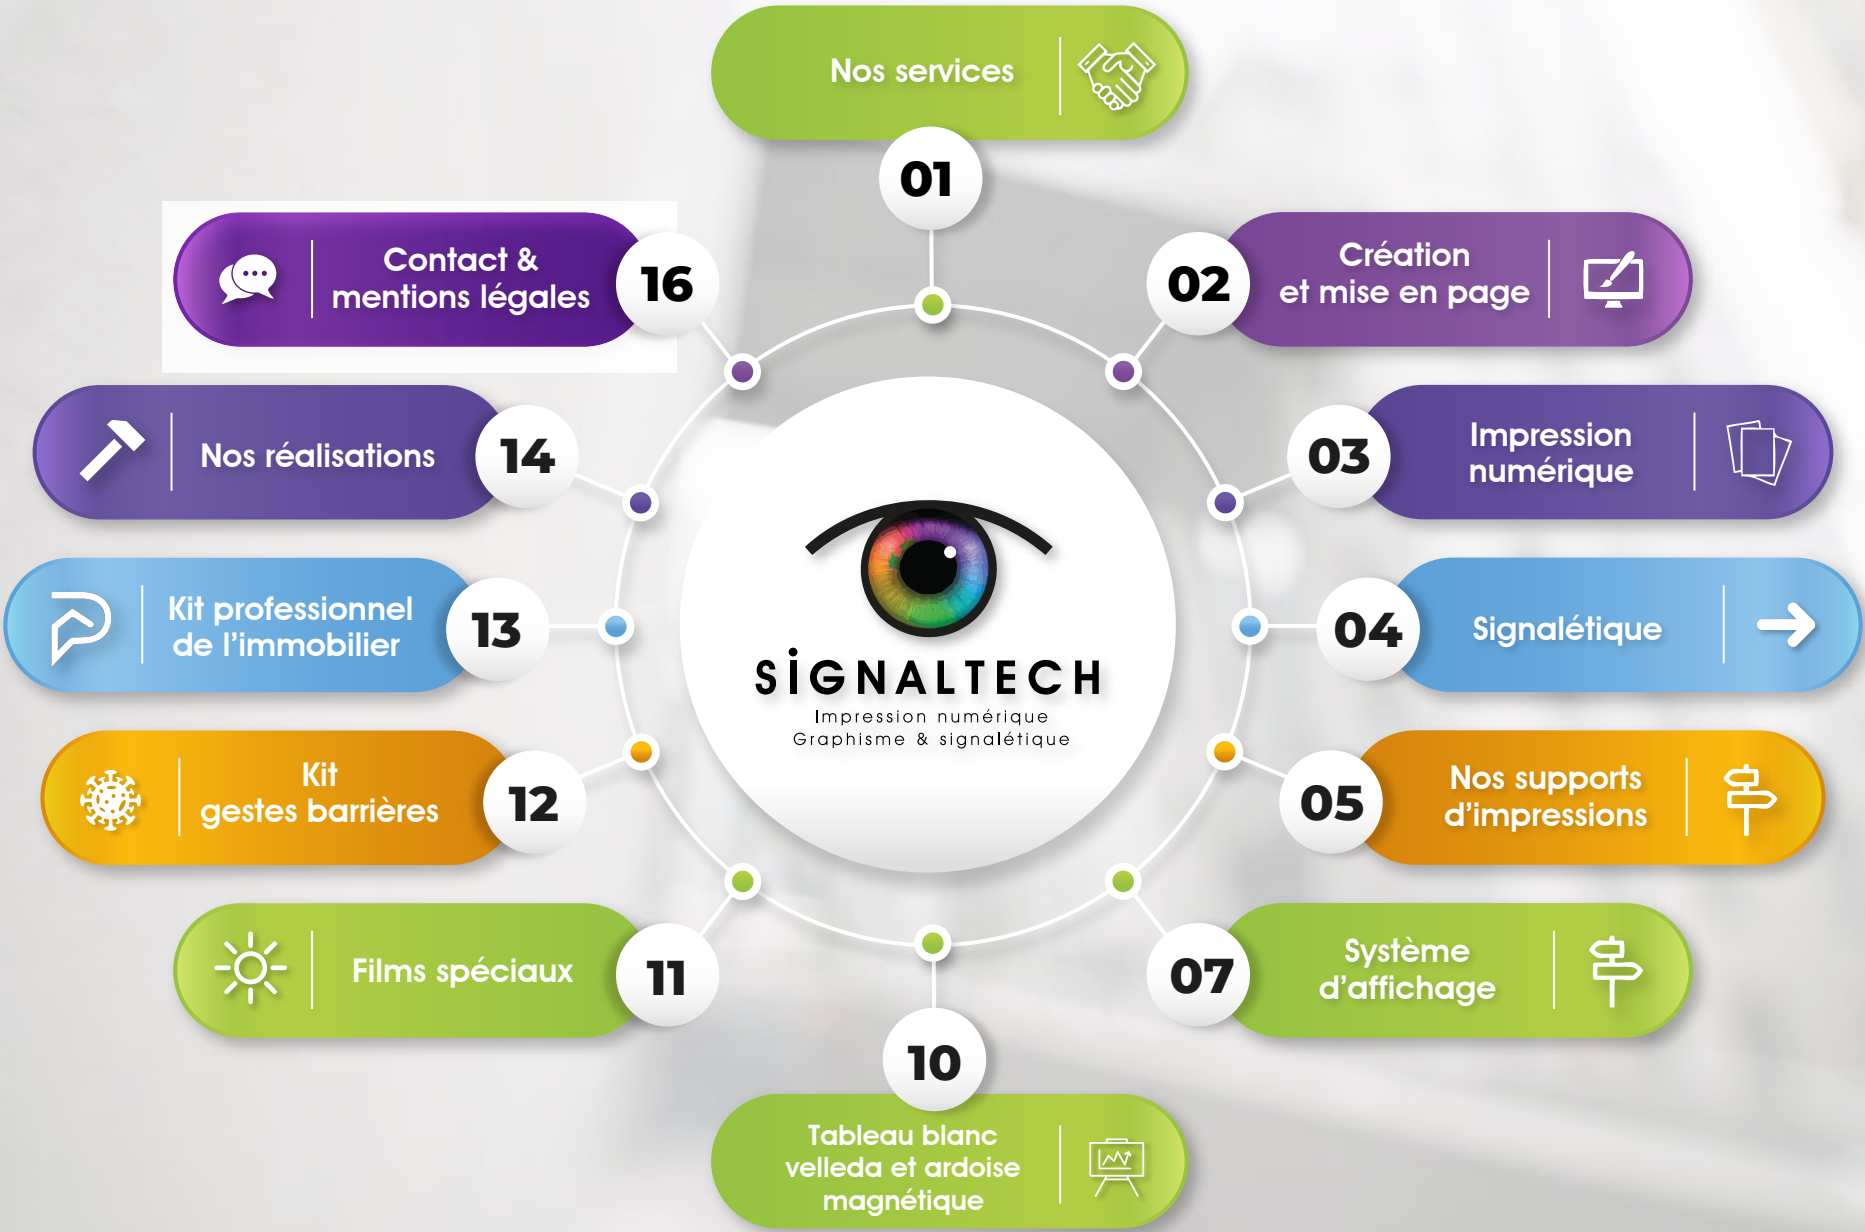 Nos services
01
02
Création
et mise en page
03
Impression
numérique
04
Signalétique
05
Nos supports
d'impressions
07
Système
d'affichage
10
Tableau blanc
velleda et ardoise
magnétique
11
Films spéciaux
12
Kit
gestes barrières
13
Kit professionnel
de l'immobilier
14
Nos réalisations
16
Contact &
mentions légales
SiGNALTECH
Impression numérique
Graphisme & signalétique